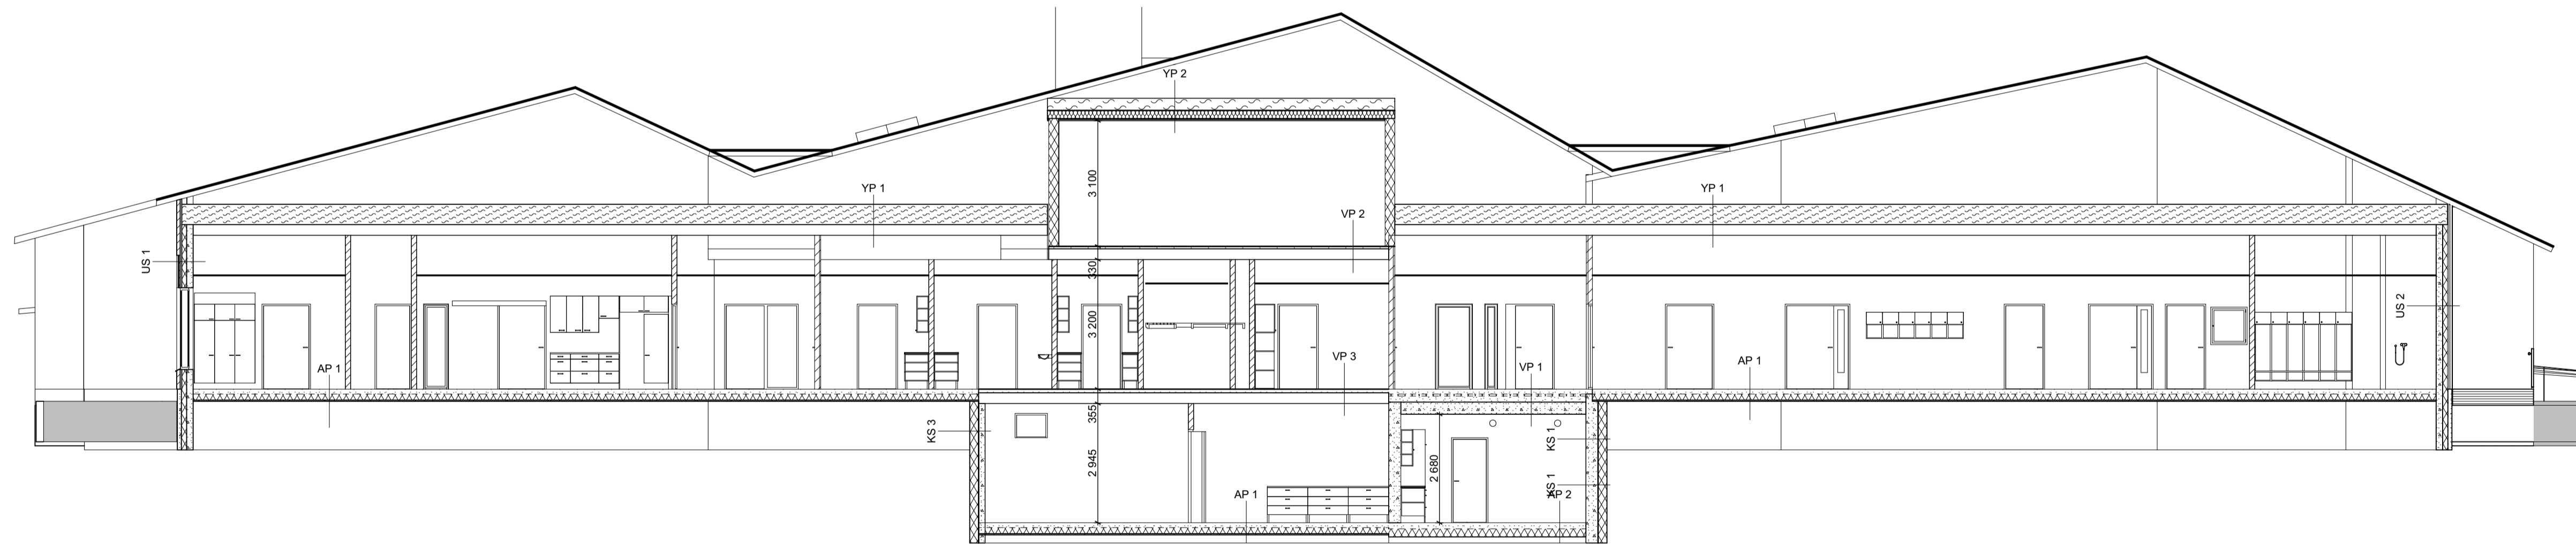 YP 2
YP 1
YP 1
3 100
VP 2
US 1
330
US 2
3 200
VP 3
AP 1
VP 1
AP 1
355
KS 3
KS 1
2 945
2 680
KS 1
AP 1
AP 2